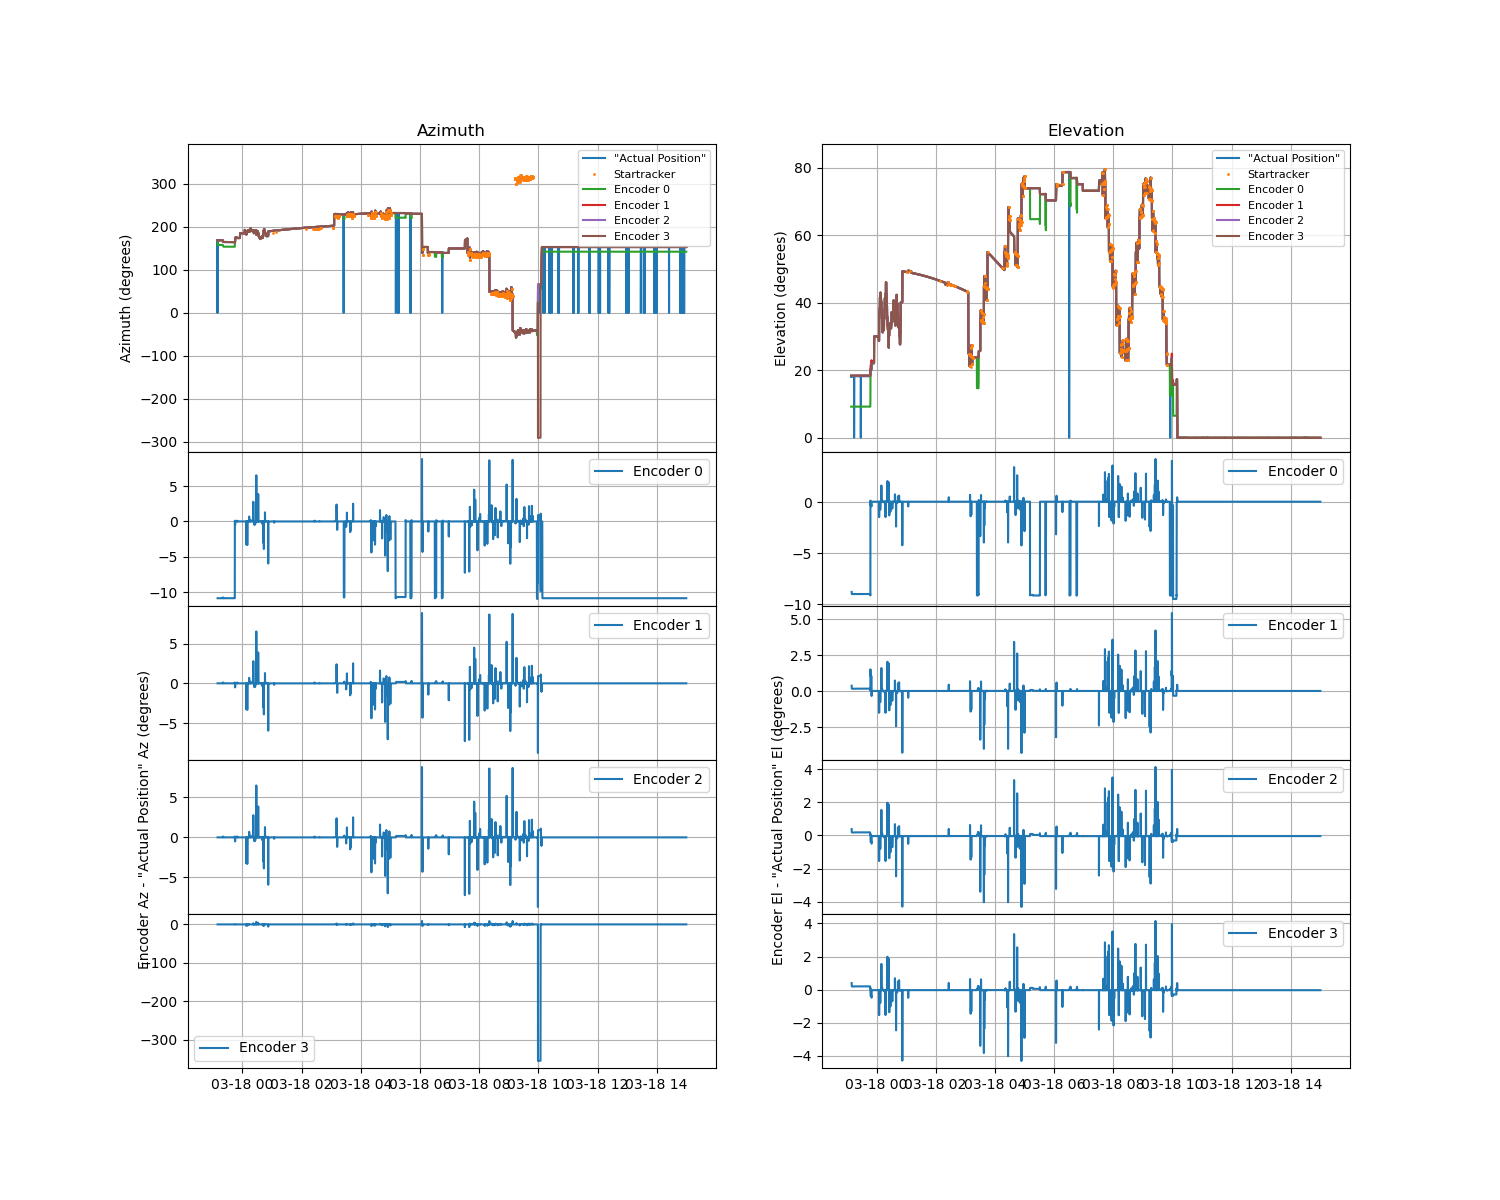 Azimuth
Azimuth (degrees)
300
200
100
0
−100
−200
−300
"Actual Position"
Startracker
Encoder 0
Encoder 1
Encoder 2
Encoder 3
Encoder Az - "Actual Position" Az (degrees)
5
0
−5
−10
Encoder 0
5
0
−5
Encoder 1
5
0
−5
Encoder 2
0
−100
−200
−300
Encoder 3
03-18 00
03-18 02
03-18 04
03-18 06
03-18 08
03-18 10
03-18 12
03-18 14
Elevation
Elevation (degrees)
80
60
40
20
0
"Actual Position"
Startracker
Encoder 0
Encoder 1
Encoder 2
Encoder 3
Encoder El - "Actual Position" El (degrees)
0
−5
−10
Encoder 0
5.0
2.5
0.0
−2.5
Encoder 1
4
2
0
−2
−4
Encoder 2
4
2
0
−2
−4
Encoder 3
03-18 00
03-18 02
03-18 04
03-18 06
03-18 08
03-18 10
03-18 12
03-18 14